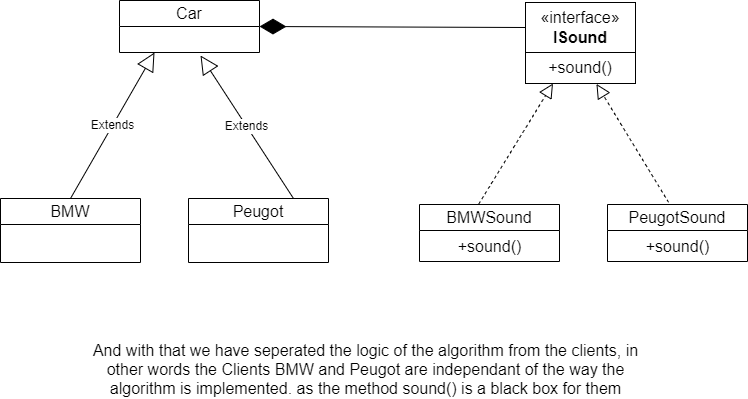 Car
«interface»
ISound
+sound()
Extends
Extends
BMW
Peugot
BMWSound
+sound()
PeugotSound
+sound()
And with that we have seperated the logic of the algorithm from the clients, in
other words the Clients BMW and Peugot are independant of the way the
algorithm is implemented. as the method sound() is a black box for them